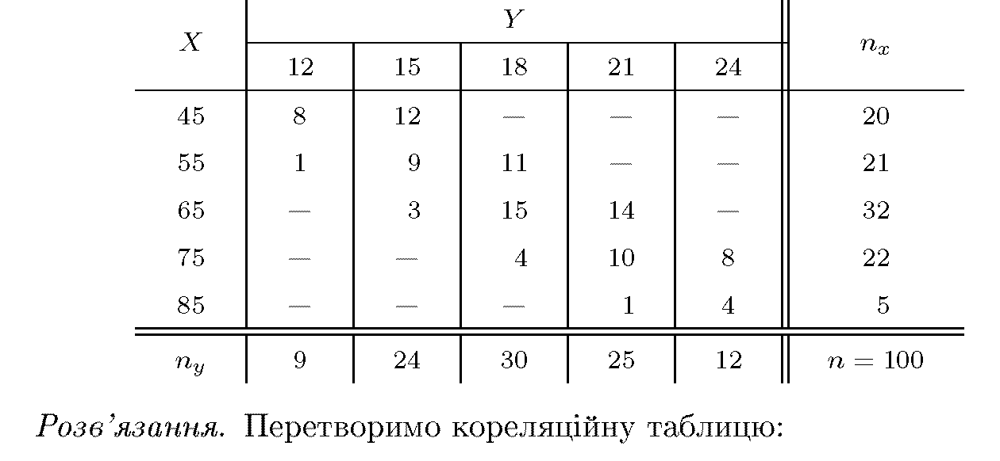 X Y n_x
12 15 18 21 24
45 8 12 — — — 20
55 1 9 11 — — 21
65 — 3 15 14 — 32
75 — — 4 10 8 22
85 — — — 1 4 5
n_y 9 24 30 25 12 n = 100
Розв'язання. Перетворимо кореляційну таблицю: